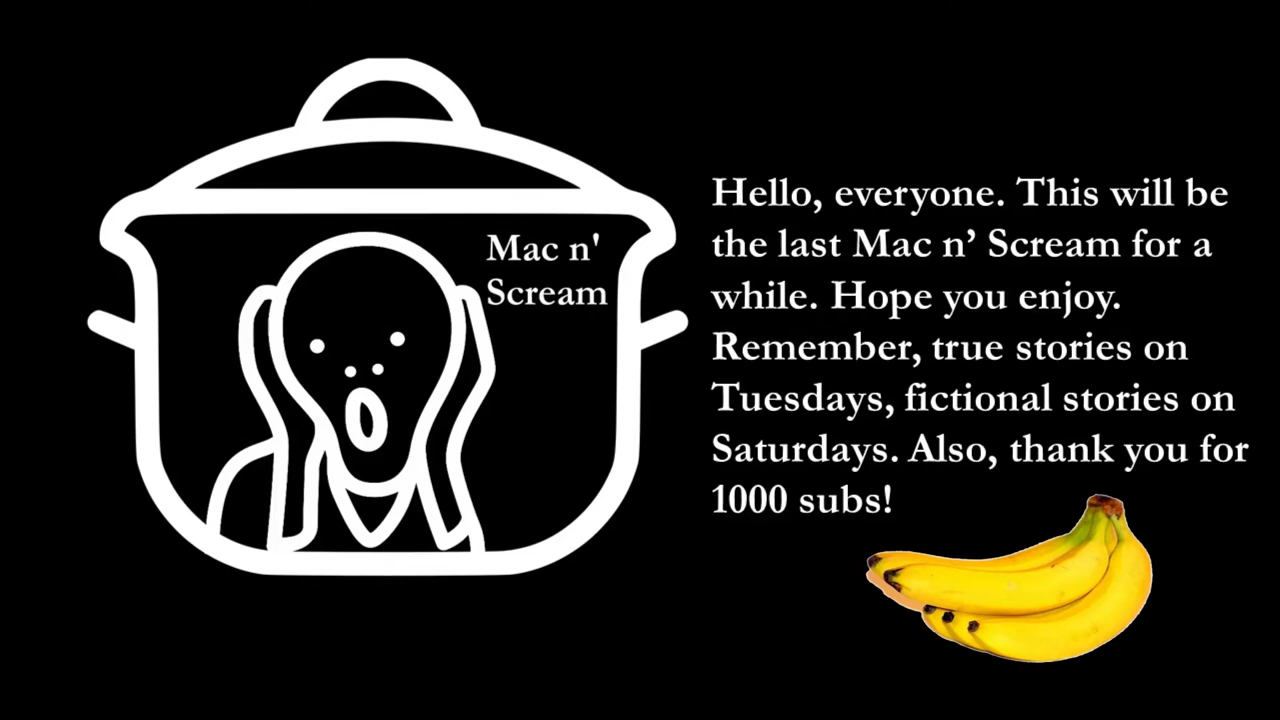 Mac n'
Scream
Hello, everyone. This will be
the last Mac n’ Scream for a
while. Hope you enjoy.
Remember, true stories on
Tuesdays, fictional stories on
Saturdays. Also, thank you for
1000 subs!